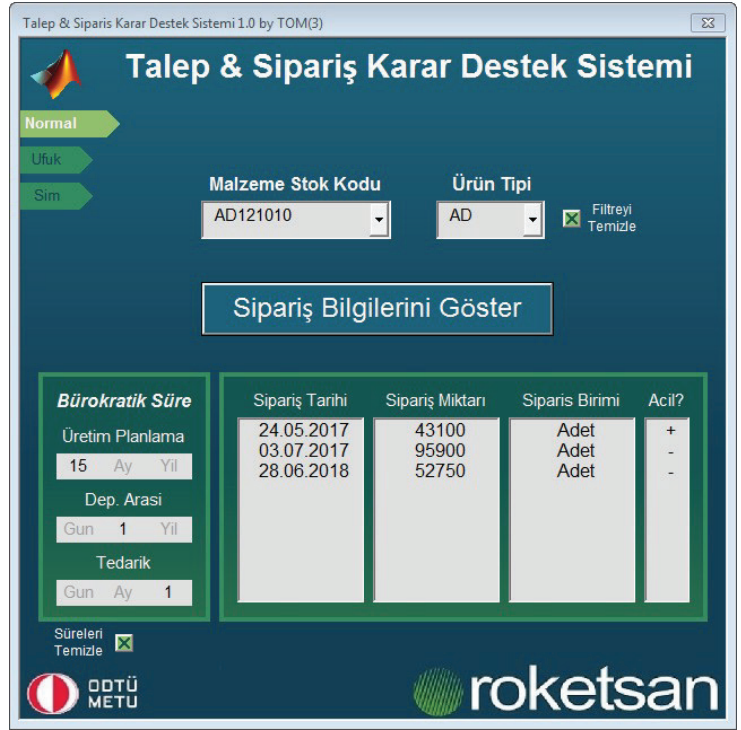 Talep & Siparis Karar Destek Sistemi 1.0 by TOM(3)
Talep & Sipariş Karar Destek Sistemi
Normal
Ufuk
Sim
Malzeme Stok Kodu Ürün Tipi
AD121010 AD Filtreyi
Temizle
Sipariş Bilgilerini Göster
Bürokratik Süre
Üretim Planlama
15 Ay Yil
Dep. Arasi
Gun 1 Yil
Tedarik
Gun Ay 1
Süreleri
Temizle
Sipariş Tarihi Sipariş Miktarı Siparis Birimi Acil?
24.05.2017 43100 Adet +
03.07.2017 95900 Adet -
28.06.2018 52750 Adet -
ODTÜ
METU
roketsan